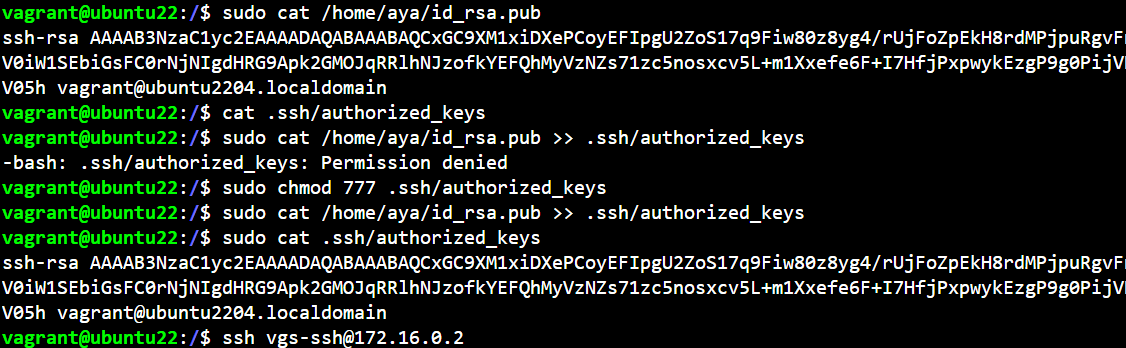 vagrant@ubuntu22:/$ sudo cat /home/aya/id_rsa.pub
ssh-rsa AAAAB3NzaC1yc2EAAAADAQABAAABAQCxGC9XM1xiDXePCoyEFIpgU2ZoS17q9Fiw80z8yg4/rUjFoZpEkH8rdMPjpuRgvFn
V0iW1SEbiGsFC0rNjNIgdHRG9Apk2GMOJqRRlhNJzofkYEFQhMyVzNZs71zc5nosxcv5L+m1Xxefe6F+I7HfjPxpwykEzgP9g0PijV
V05h vagrant@ubuntu2204.localdomain
vagrant@ubuntu22:/$ cat .ssh/authorized_keys
vagrant@ubuntu22:/$ sudo cat /home/aya/id_rsa.pub >> .ssh/authorized_keys
-bash: .ssh/authorized_keys: Permission denied
vagrant@ubuntu22:/$ sudo chmod 777 .ssh/authorized_keys
vagrant@ubuntu22:/$ sudo cat /home/aya/id_rsa.pub >> .ssh/authorized_keys
vagrant@ubuntu22:/$ sudo cat .ssh/authorized_keys
ssh-rsa AAAAB3NzaC1yc2EAAAADAQABAAABAQCxGC9XM1xiDXePCoyEFIpgU2ZoS17q9Fiw80z8yg4/rUjFoZpEkH8rdMPjpuRgvFn
V0iW1SEbiGsFC0rNjNIgdHRG9Apk2GMOJqRRlhNJzofkYEFQhMyVzNZs71zc5nosxcv5L+m1Xxefe6F+I7HfjPxpwykEzgP9g0PijV
V05h vagrant@ubuntu2204.localdomain
vagrant@ubuntu22:/$ ssh vgs-ssh@172.16.0.2